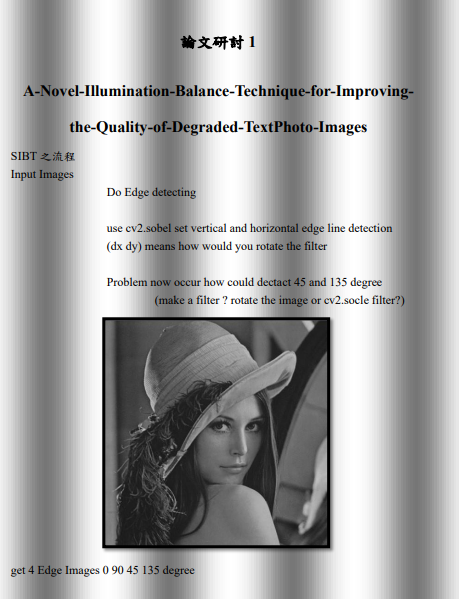 論文研討 1
A-Novel-Illumination-Balance-Technique-for-Improving-
the-Quality-of-Degraded-TextPhoto-Images
SIBT 之流程
Input Images
Do Edge detecting
use cv2.sobel set vertical and horizontal edge line detection
(dx dy) means how would you rotate the filter
Problem now occur how could dectact 45 and 135 degree
(make a filter ? rotate the image or cv2.socle filter?)
get 4 Edge Images 0 90 45 135 degree